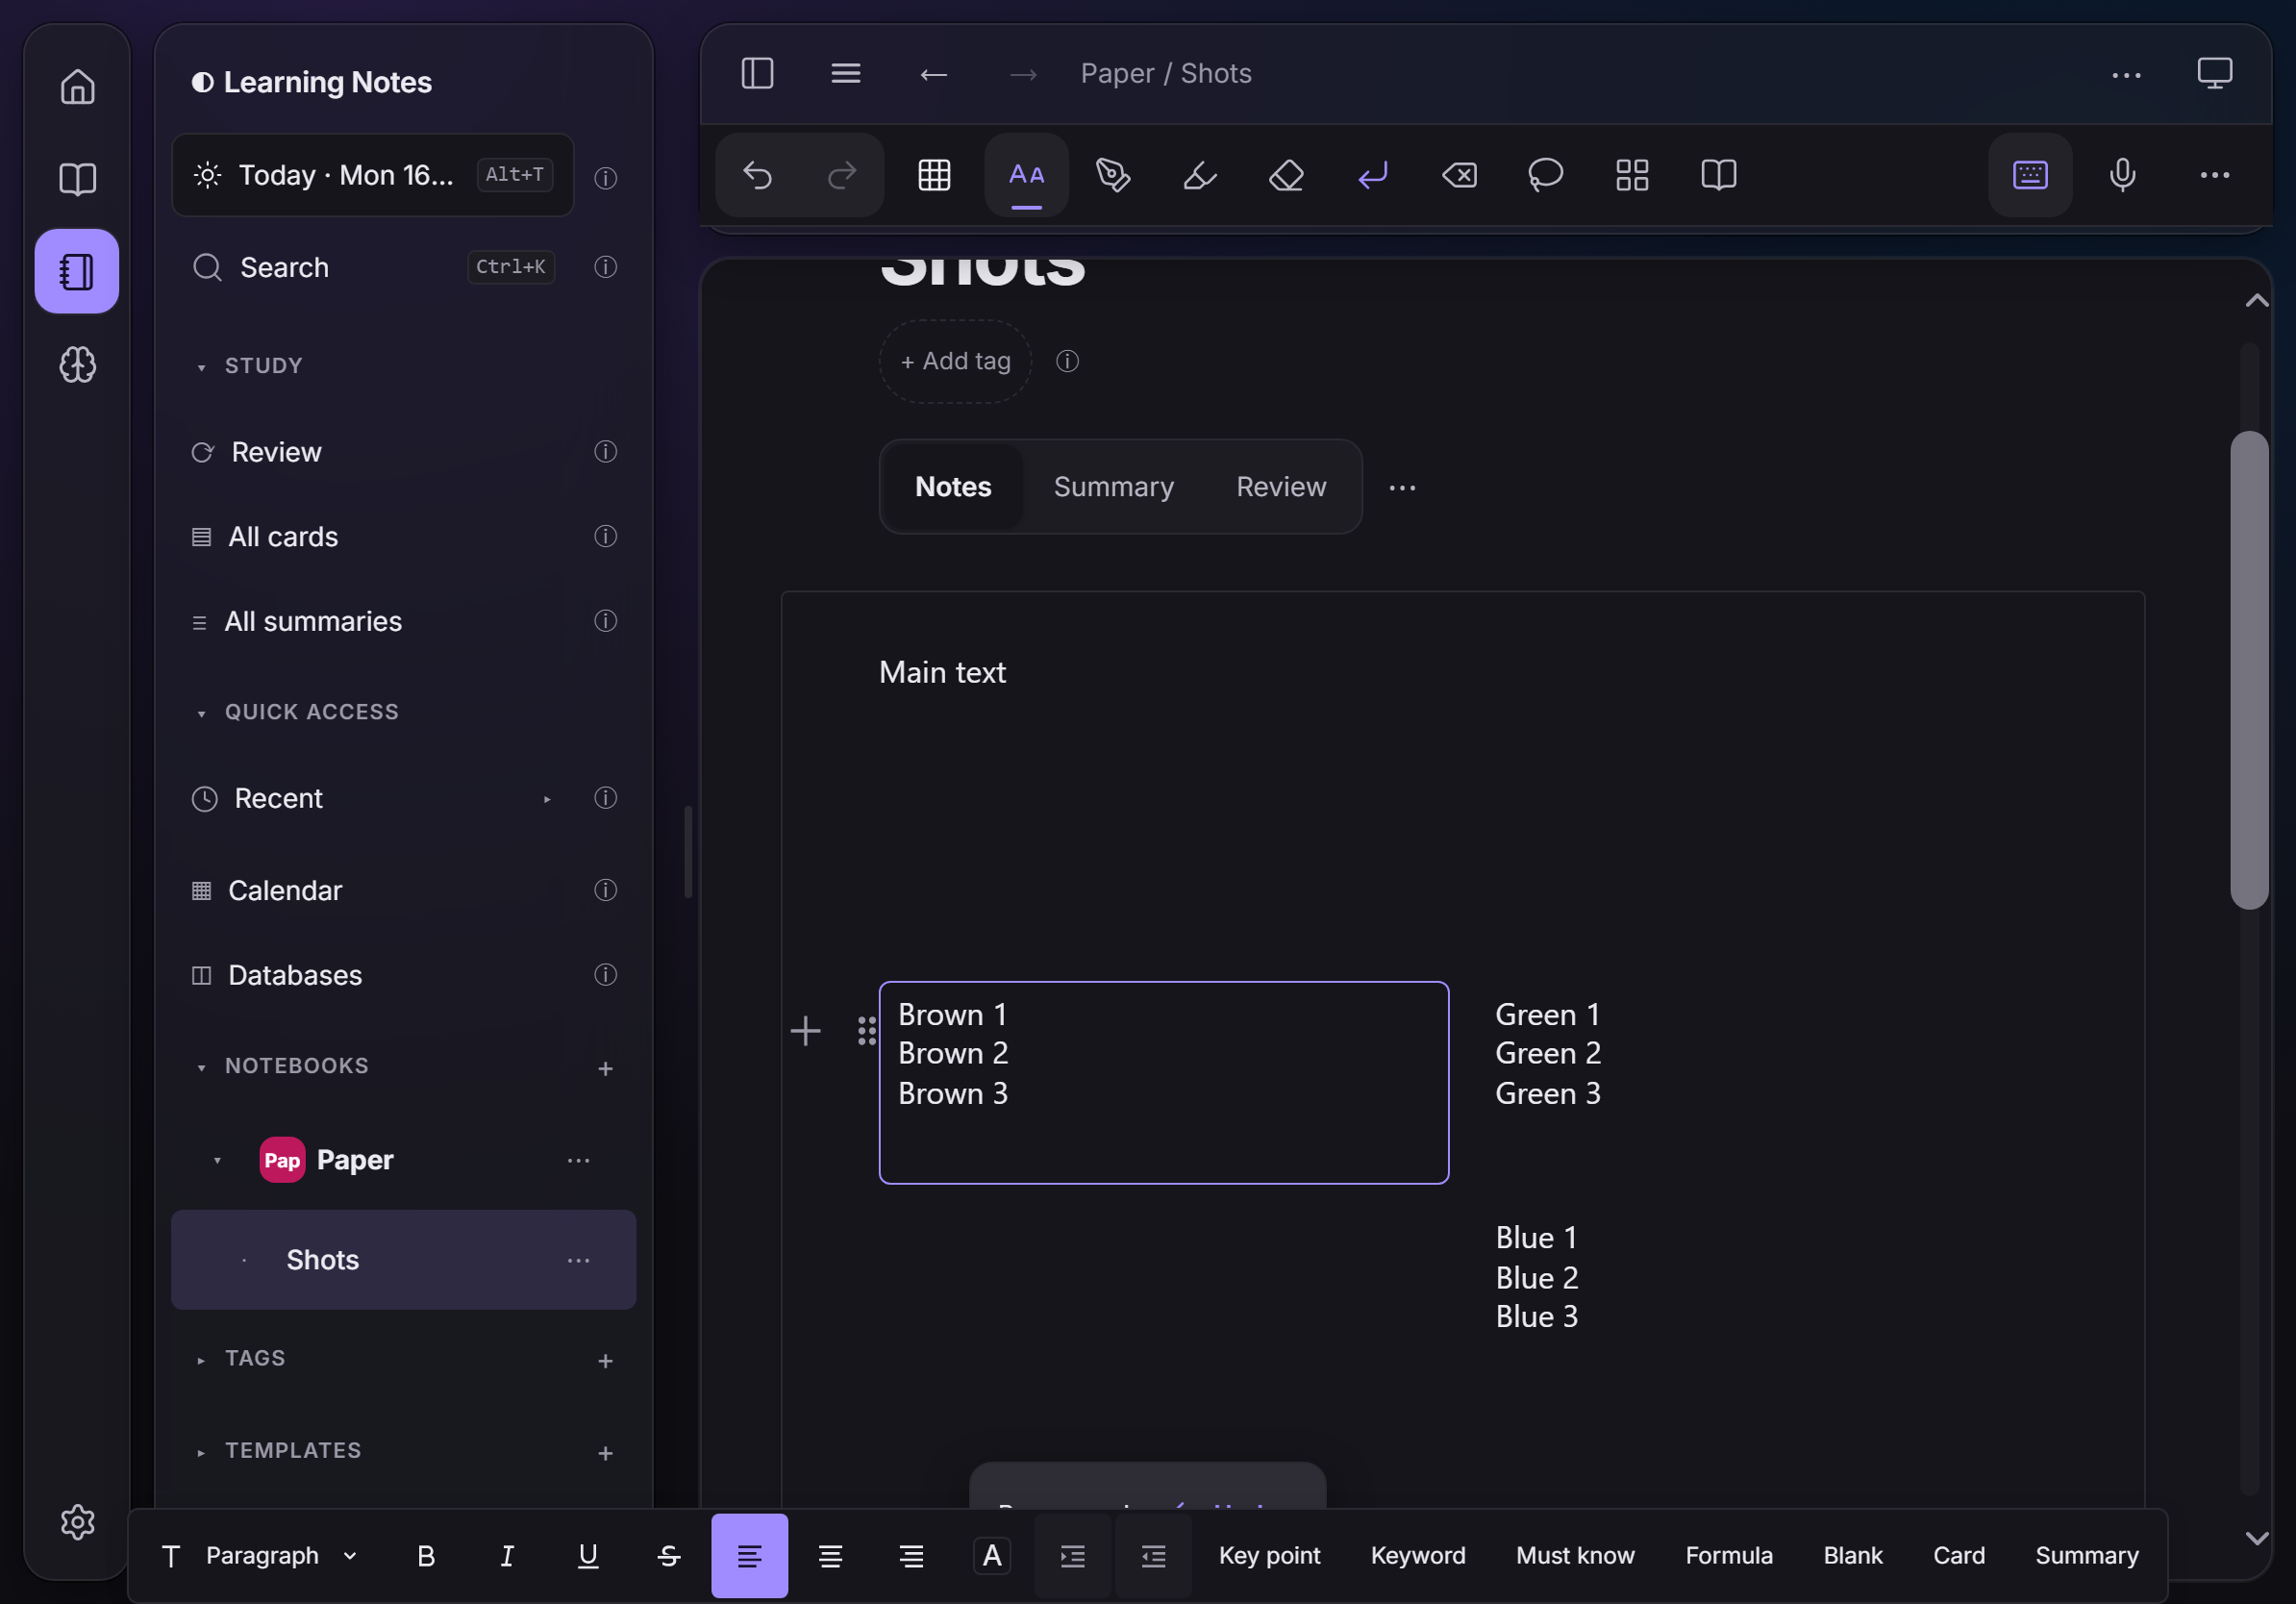 Learning Notes
Today · Mon 16... Alt+T
Search Ctrl+K
STUDY
Review
All cards
All summaries
QUICK ACCESS
Recent
Calendar
Databases
NOTEBOOKS
Pap Paper
Shots
TAGS
TEMPLATES
Paper / Shots
Shots
+ Add tag
Notes Summary Review
Main text
Brown 1
Brown 2
Brown 3
Green 1
Green 2
Green 3
Blue 1
Blue 2
Blue 3
T Paragraph B I U S A Key point Keyword Must know Formula Blank Card Summary